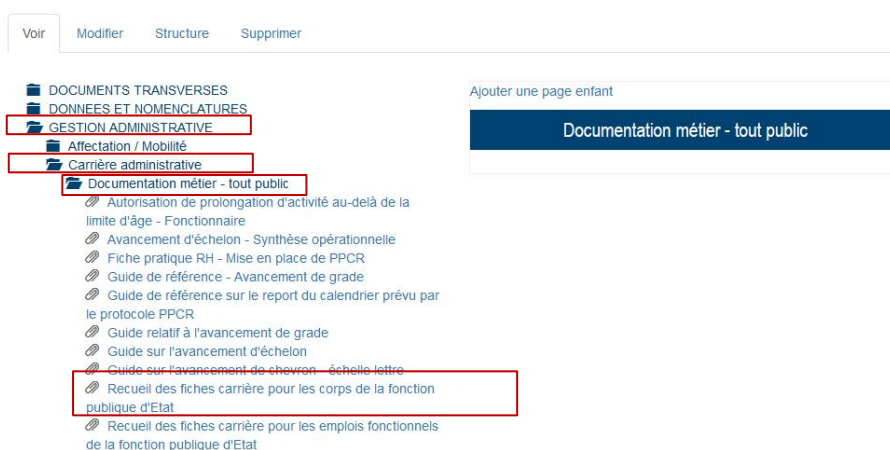 Voir Modifier Structure Supprimer
DOCUMENTS TRANSVERSES
DONNEES ET NOMENCLATURES
GESTION ADMINISTRATIVE
Affectation / Mobilité
Carrière administrative
Documentation métier - tout public
Autorisation de prolongation d'activité au-delà de la
limite d'âge - Fonctionnaire
Avancement d'échelon - Synthèse opérationnelle
Fiche pratique RH - Mise en place de PPCR
Guide de référence - Avancement de grade
Guide de référence sur le report du calendrier prévu par
le protocole PPCR
Guide relatif à l'avancement de grade
Guide sur l'avancement d'échelon
Guide sur l'avancement de chevron - échelle lettre
Recueil des fiches carrière pour les corps de la fonction
publique d'Etat
Recueil des fiches carrière pour les emplois fonctionnels
de la fonction publique d'Etat
Ajouter une page enfant
Documentation métier - tout public